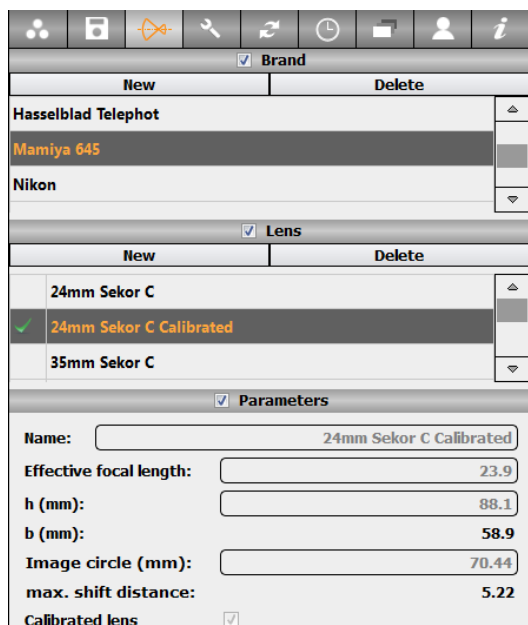 Brand
New Delete
Hasselblad Telephot
Mamiya 645
Nikon
Lens
New Delete
24mm Sekor C
24mm Sekor C Calibrated
35mm Sekor C
Parameters
Name: 24mm Sekor C Calibrated
Effective focal length: 23.9
h (mm): 88.1
b (mm): 58.9
Image circle (mm): 70.44
max. shift distance: 5.22
Calibrated lens